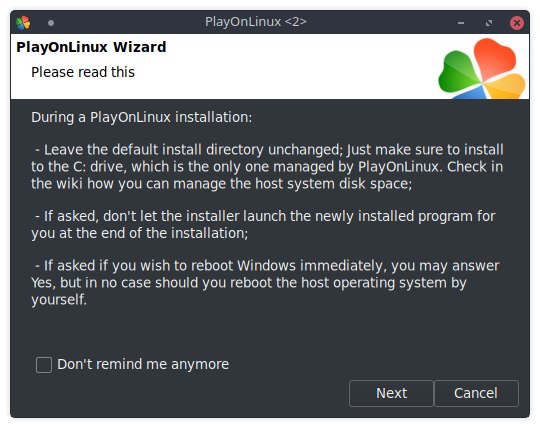 PlayOnLinux <2>
PlayOnLinux Wizard
Please read this
During a PlayOnLinux installation:
- Leave the default install directory unchanged; Just make sure to install
to the C: drive, which is the only one managed by PlayOnLinux. Check in
the wiki how you can manage the host system disk space;
- If asked, don't let the installer launch the newly installed program for
you at the end of the installation;
- If asked if you wish to reboot Windows immediately, you may answer
Yes, but in no case should you reboot the host operating system by
yourself.
Don't remind me anymore
Next
Cancel